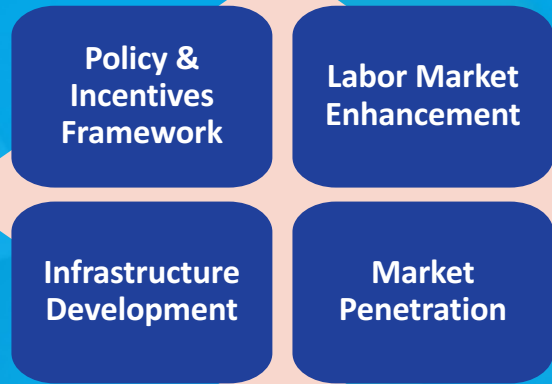 Policy &
Incentives
Framework
Labor Market
Enhancement
Infrastructure
Development
Market
Penetration